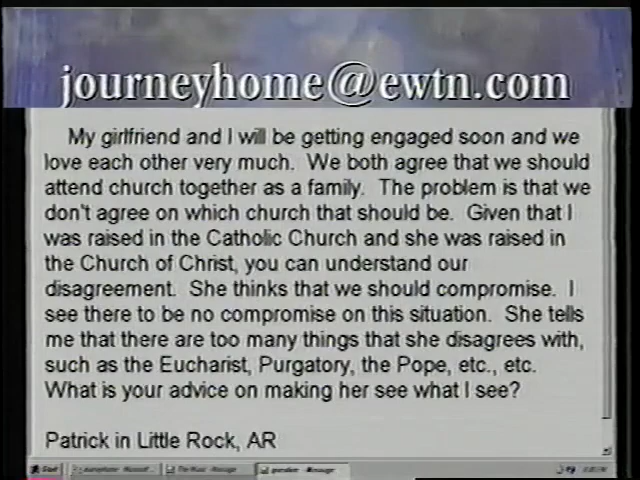 journeyhome@ewtn.com
My girlfriend and I will be getting engaged soon and we
love each other very much. We both agree that we should
attend church together as a family. The problem is that we
don't agree on which church that should be. Given that I
was raised in the Catholic Church and she was raised in
the Church of Christ, you can understand our
disagreement. She thinks that we should compromise. I
see there to be no compromise on this situation. She tells
me that there are too many things that she disagrees with,
such as the Eucharist, Purgatory, the Pope, etc., etc.
What is your advice on making her see what I see?
Patrick in Little Rock, AR
Start